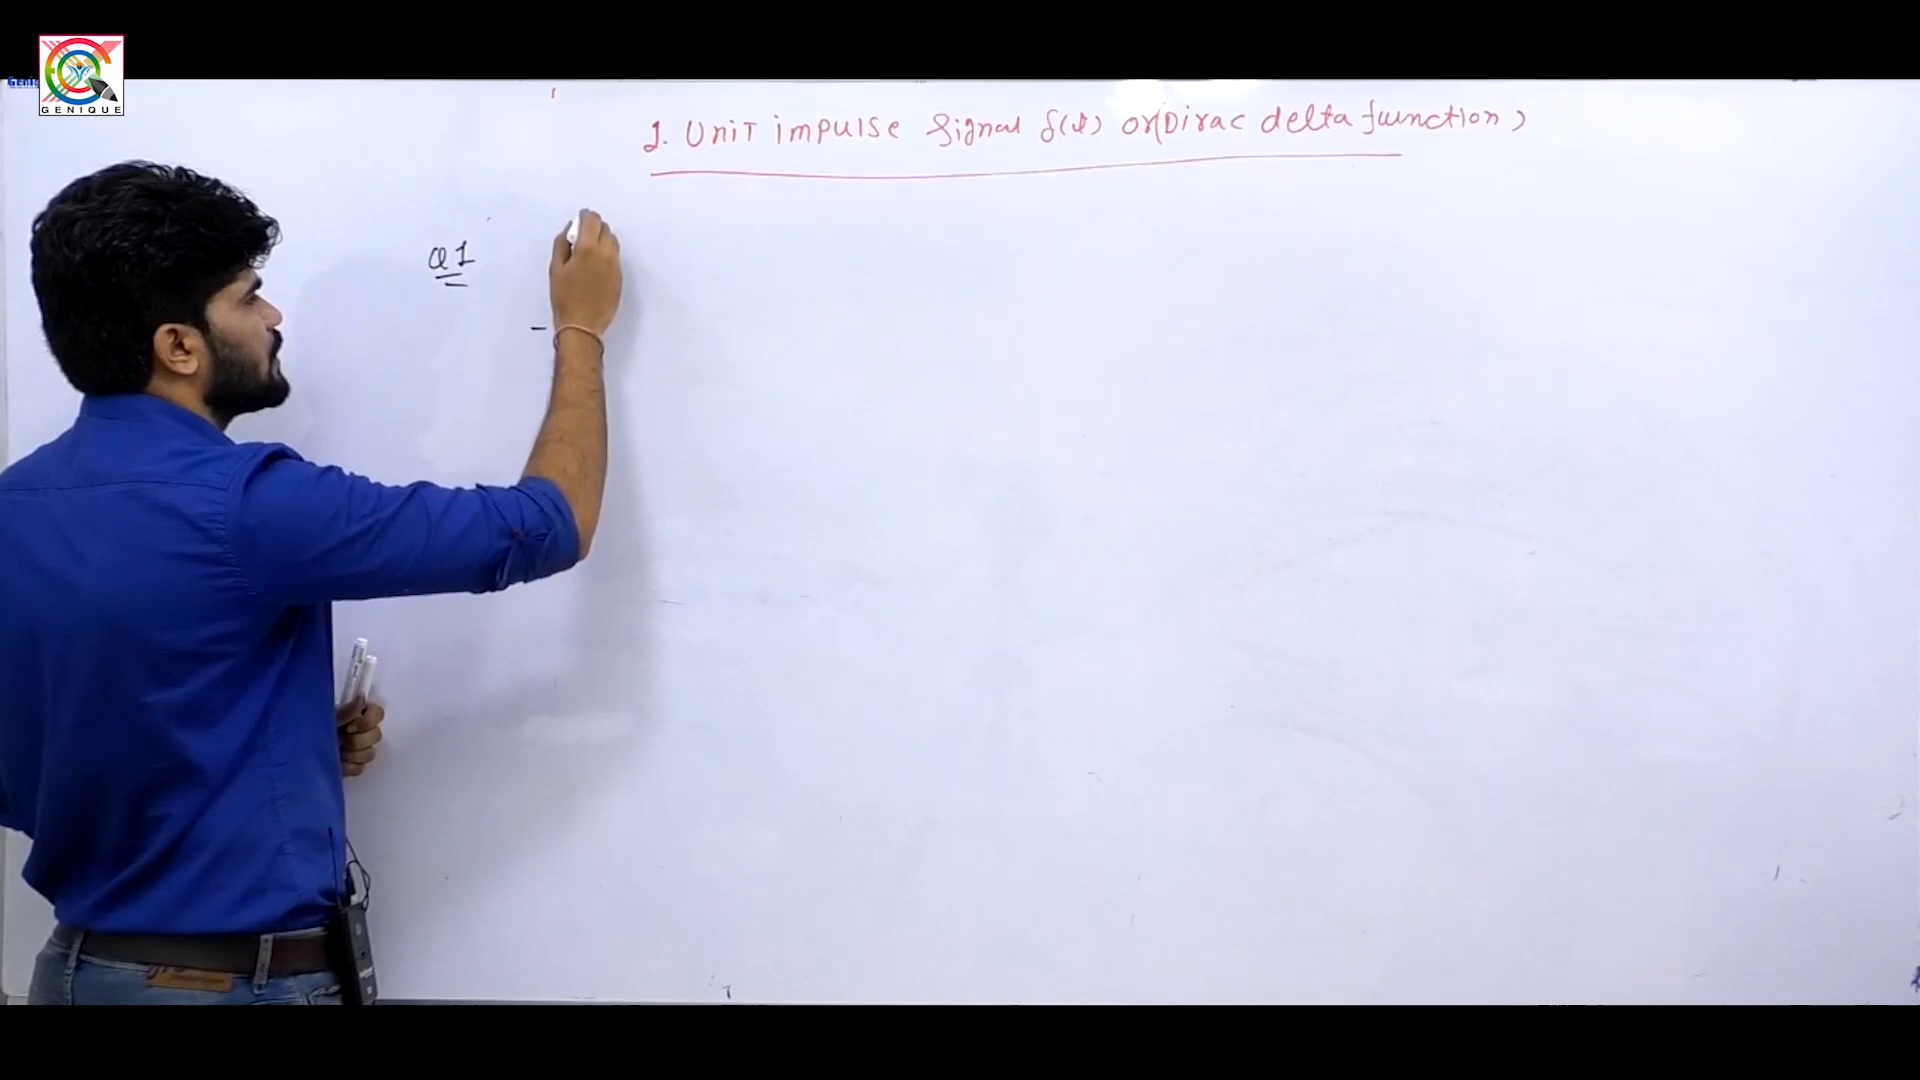 GENIQUE
1. Unit impulse signal δ(t) or (Dirac delta function)
Q1
-